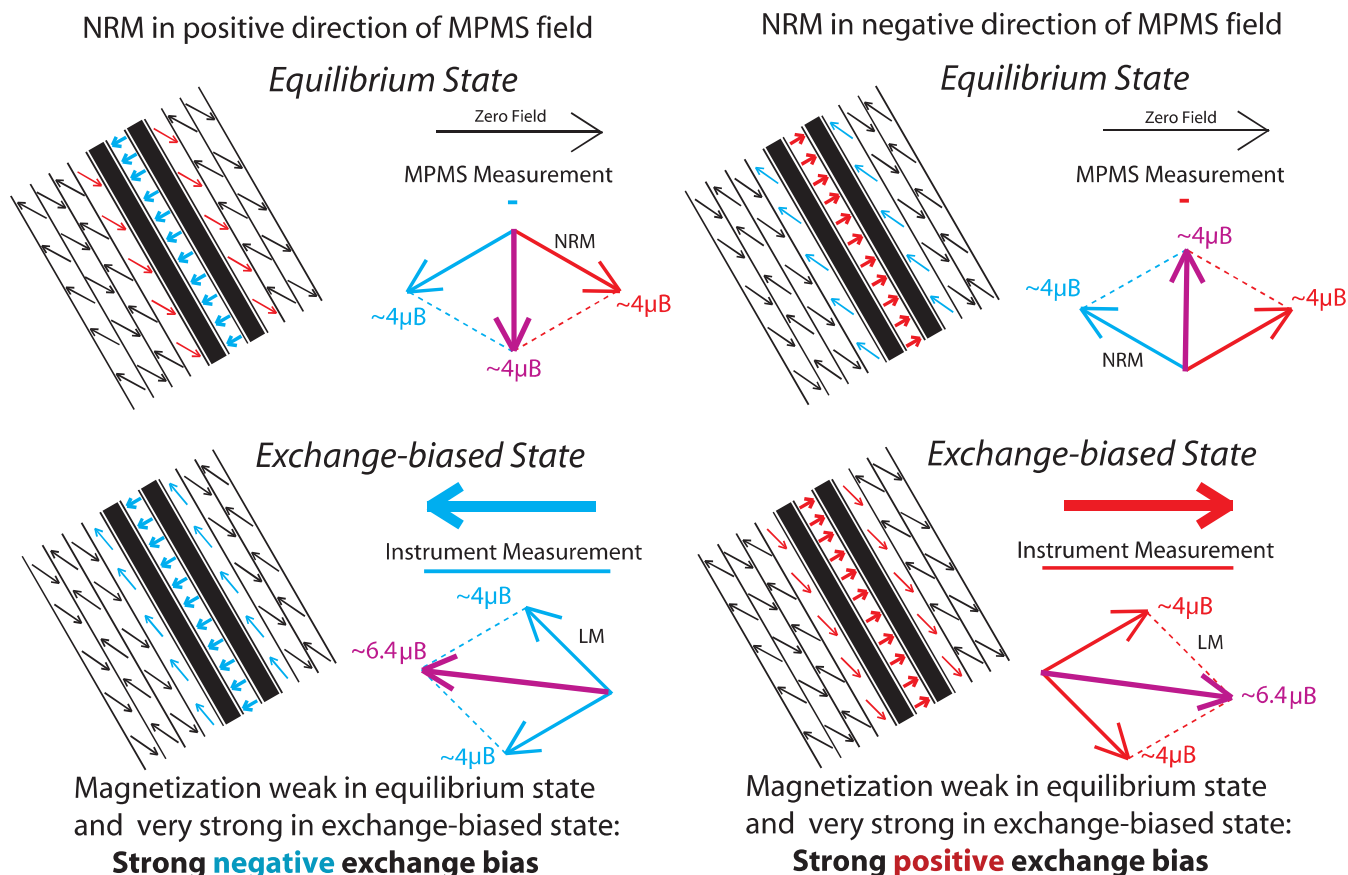 NRM in positive direction of MPMS field
Equilibrium State
Zero Field
MPMS Measurement
NRM
~4µB
~4µB
~4µB
Exchange-biased State
Instrument Measurement
~4µB
LM
~6.4µB
~4µB
Magnetization weak in equilibrium state
and very strong in exchange-biased state:
Strong negative exchange bias
NRM in negative direction of MPMS field
Equilibrium State
Zero Field
MPMS Measurement
~4µB
~4µB
~4µB
NRM
Exchange-biased State
Instrument Measurement
~4µB
LM
~6.4µB
~4µB
Magnetization weak in equilibrium state
and very strong in exchange-biased state:
Strong positive exchange bias